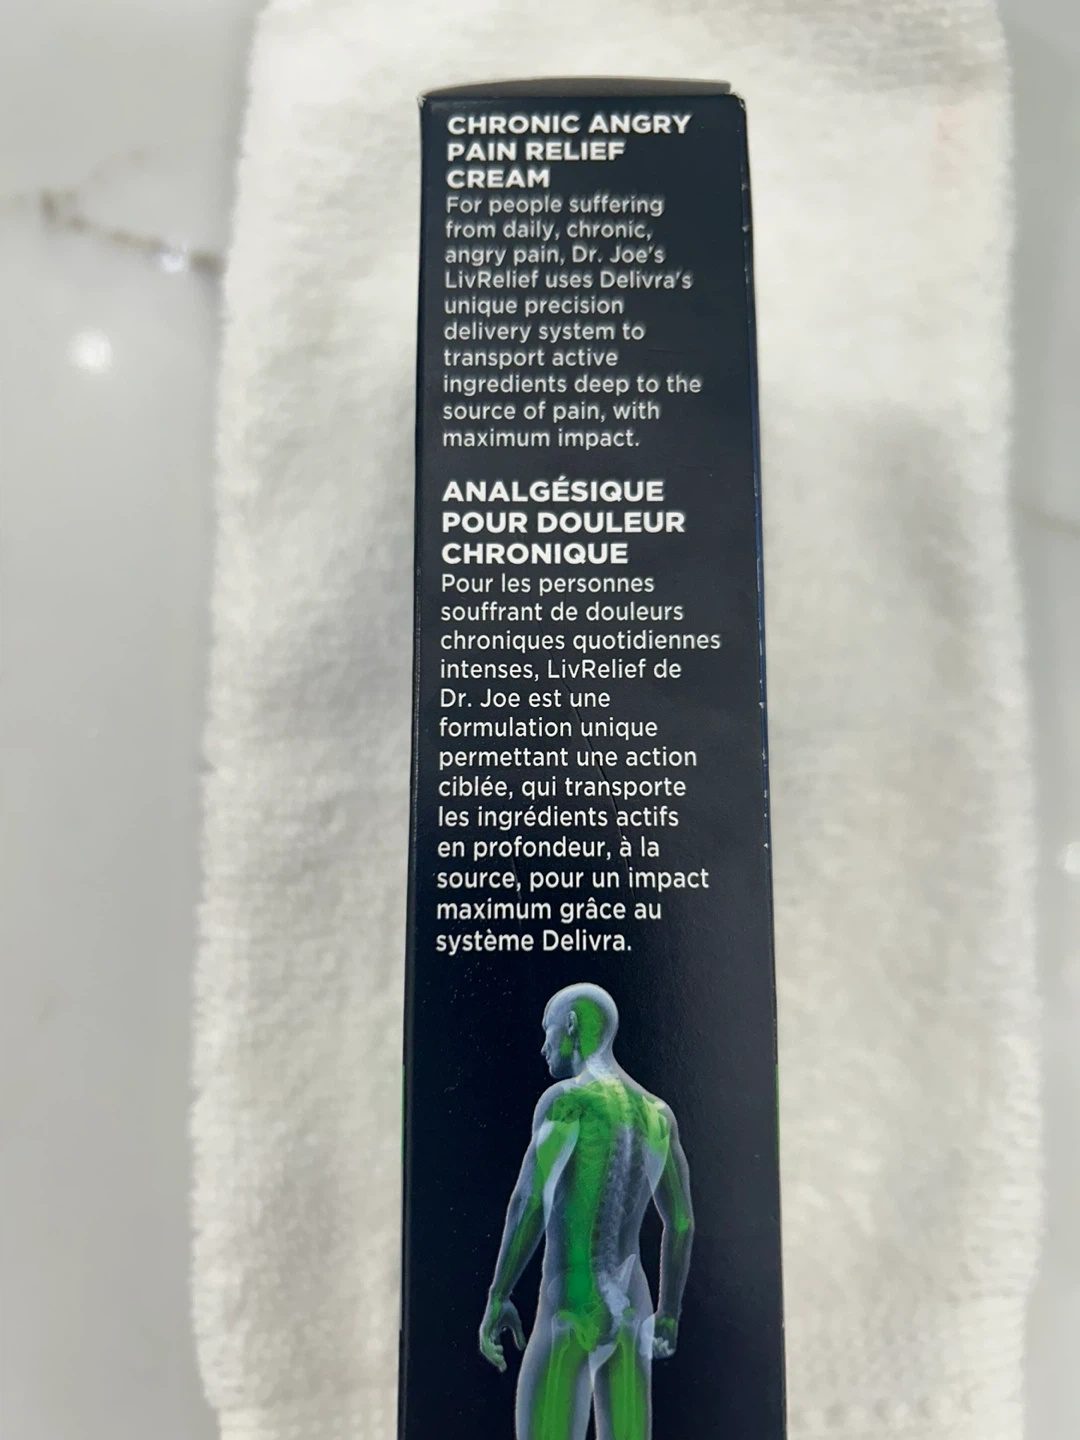 CHRONIC ANGRY
PAIN RELIEF
CREAM
For people suffering
from daily, chronic,
angry pain, Dr. Joe's
LivRelief uses Delivra's
unique precision
delivery system to
transport active
ingredients deep to the
source of pain, with
maximum impact.
ANALGÉSIQUE
POUR DOULEUR
CHRONIQUE
Pour les personnes
souffrant de douleurs
chroniques quotidiennes
intenses, LivRelief de
Dr. Joe est une
formulation unique
permettant une action
ciblée, qui transporte
les ingrédients actifs
en profondeur, à la
source, pour un impact
maximum grâce au
système Delivra.